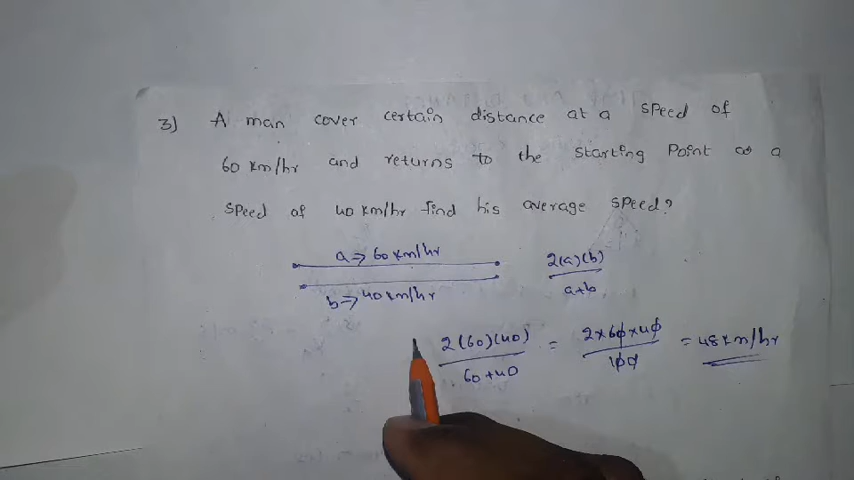 3) A man cover certain distance at a speed of
60 km/hr and returns to the starting point as a
speed of 40 km/hr find his average speed?
a → 60 km/hr
b → 40 km/hr
2(a)(b)
a+b
2(60)(40) = 2×60×40 = 48 km/hr
60+40 100